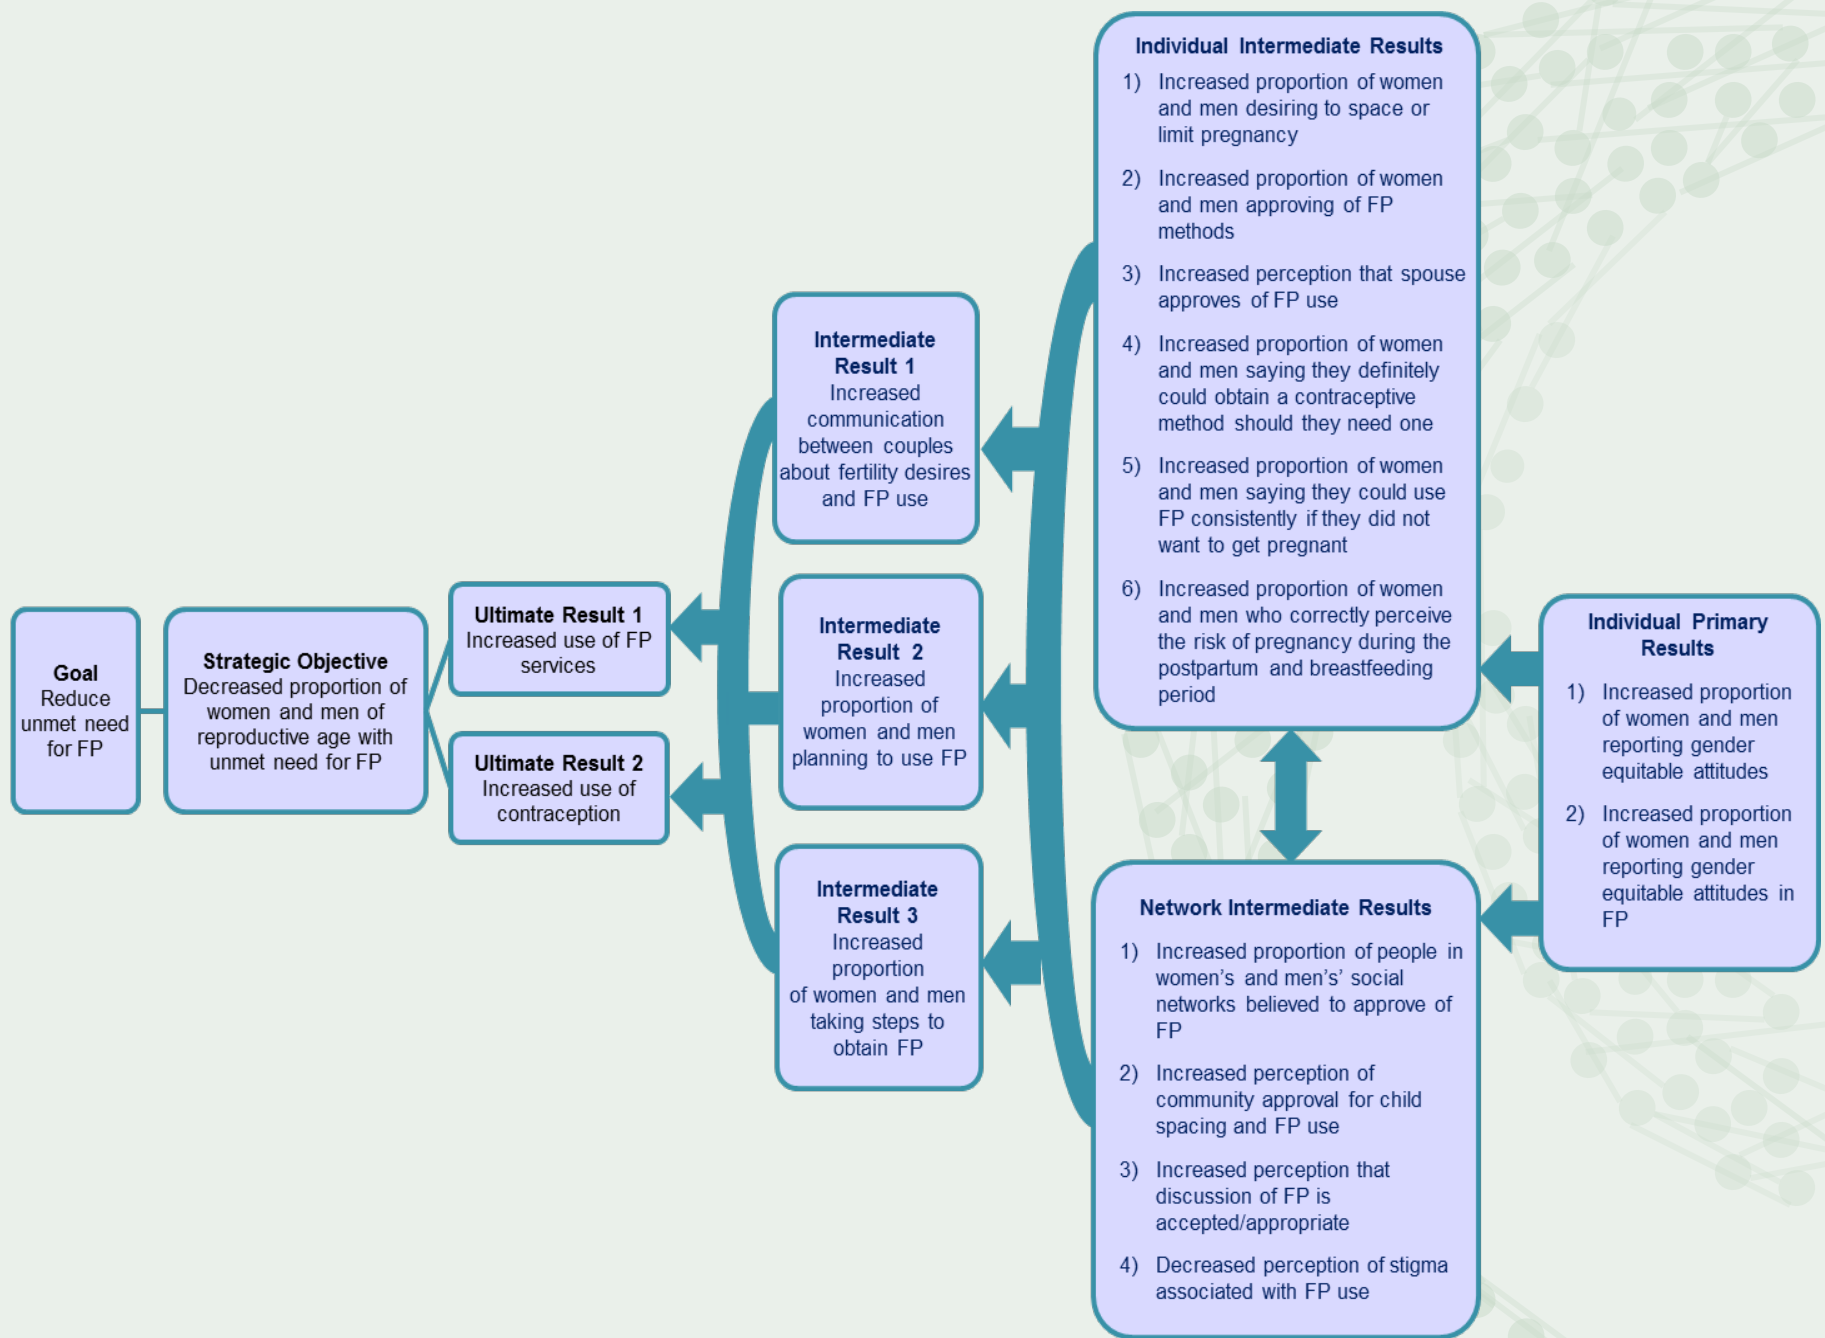 Goal
Reduce
unmet need
for FP
Strategic Objective
Decreased proportion of
women and men of
reproductive age with
unmet need for FP
Ultimate Result 1
Increased use of FP
services
Ultimate Result 2
Increased use of
contraception
Intermediate
Result 1
Increased
communication
between couples
about fertility desires
and FP use
Intermediate
Result 2
Increased
proportion of
women and men
planning to use FP
Intermediate
Result 3
Increased
proportion
of women and men
taking steps to
obtain FP
Individual Intermediate Results
1) Increased proportion of women
and men desiring to space or
limit pregnancy
2) Increased proportion of women
and men approving of FP
methods
3) Increased perception that spouse
approves of FP use
4) Increased proportion of women
and men saying they definitely
could obtain a contraceptive
method should they need one
5) Increased proportion of women
and men saying they could use
FP consistently if they did not
want to get pregnant
6) Increased proportion of women
and men who correctly perceive
the risk of pregnancy during the
postpartum and breastfeeding
period
Network Intermediate Results
1) Increased proportion of people in
women’s and men’s’ social
networks believed to approve of
FP
2) Increased perception of
community approval for child
spacing and FP use
3) Increased perception that
discussion of FP is
accepted/appropriate
4) Decreased perception of stigma
associated with FP use
Individual Primary
Results
1) Increased proportion
of women and men
reporting gender
equitable attitudes
2) Increased proportion
of women and men
reporting gender
equitable attitudes in
FP